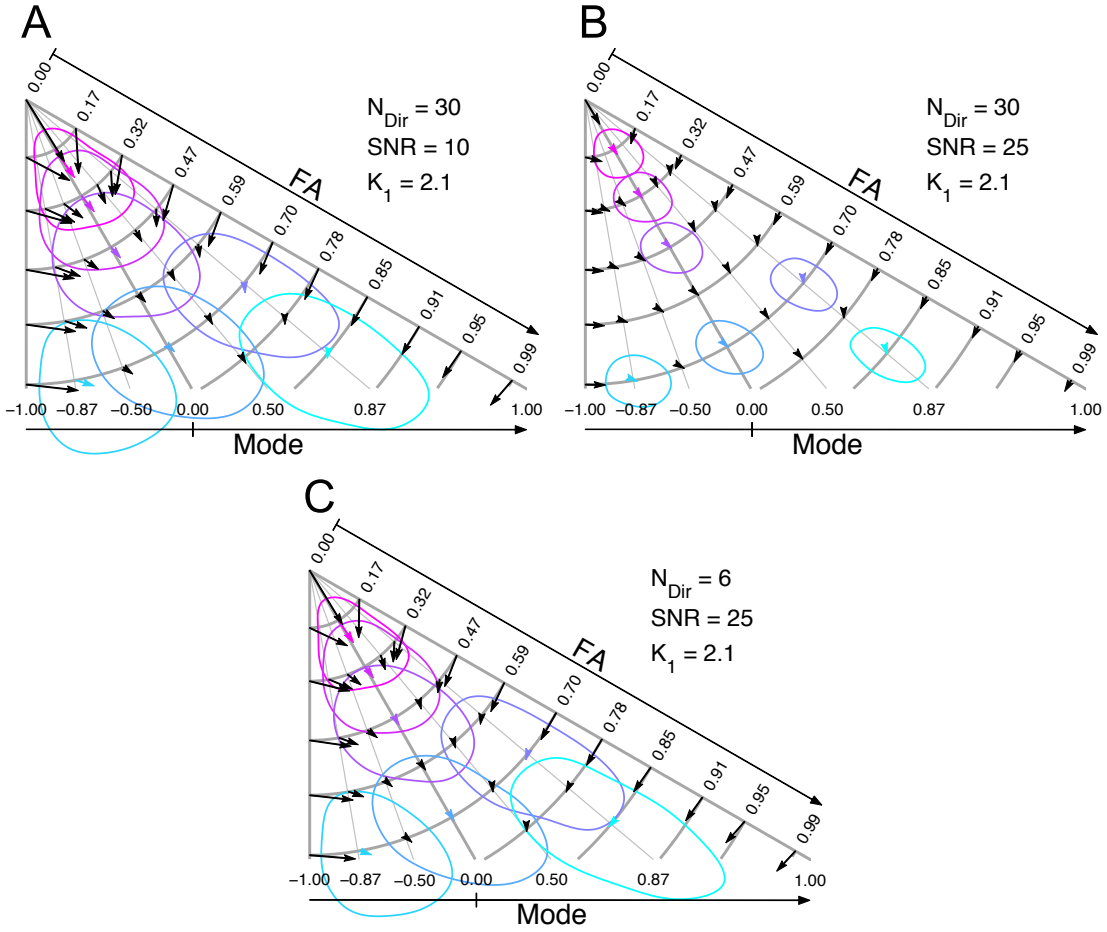 A
0.00
0.17
0.32
0.47
0.59
0.70
0.78
0.85
0.91
0.95
0.99
FA
N_Dir = 30
SNR = 10
K_1 = 2.1
−1.00 −0.87 −0.50 0.00 0.50 0.87 1.00
Mode
B
0.00
0.17
0.32
0.47
0.59
0.70
0.78
0.85
0.91
0.95
0.99
FA
N_Dir = 30
SNR = 25
K_1 = 2.1
−1.00 −0.87 −0.50 0.00 0.50 0.87 1.00
Mode
C
0.00
0.17
0.32
0.47
0.59
0.70
0.78
0.85
0.91
0.95
0.99
FA
N_Dir = 6
SNR = 25
K_1 = 2.1
−1.00 −0.87 −0.50 0.00 0.50 0.87 1.00
Mode